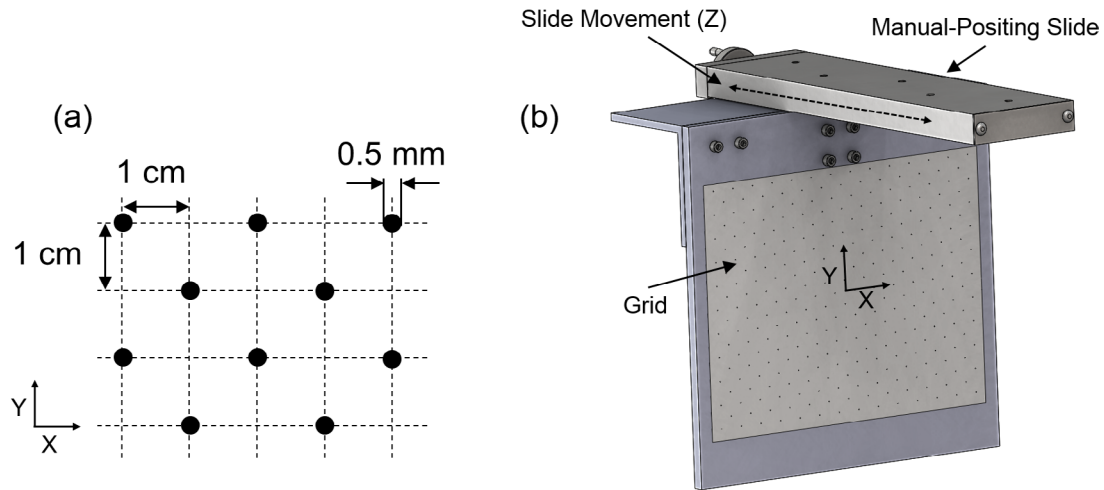 Slide Movement (Z)
Manual-Positing Slide
(a)
(b)
0.5 mm
1 cm
1 cm
Y
X
Grid
Y
X